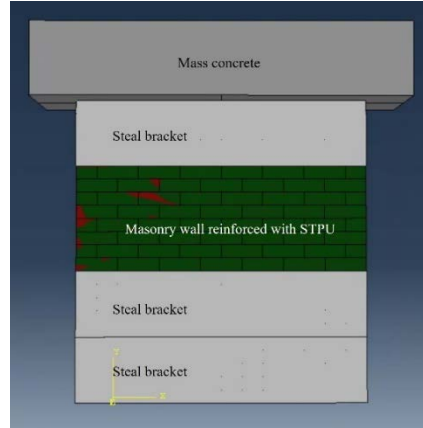 Mass concrete
Steal bracket
Masonry wall reinforced with STPU
Steal bracket
Steal bracket